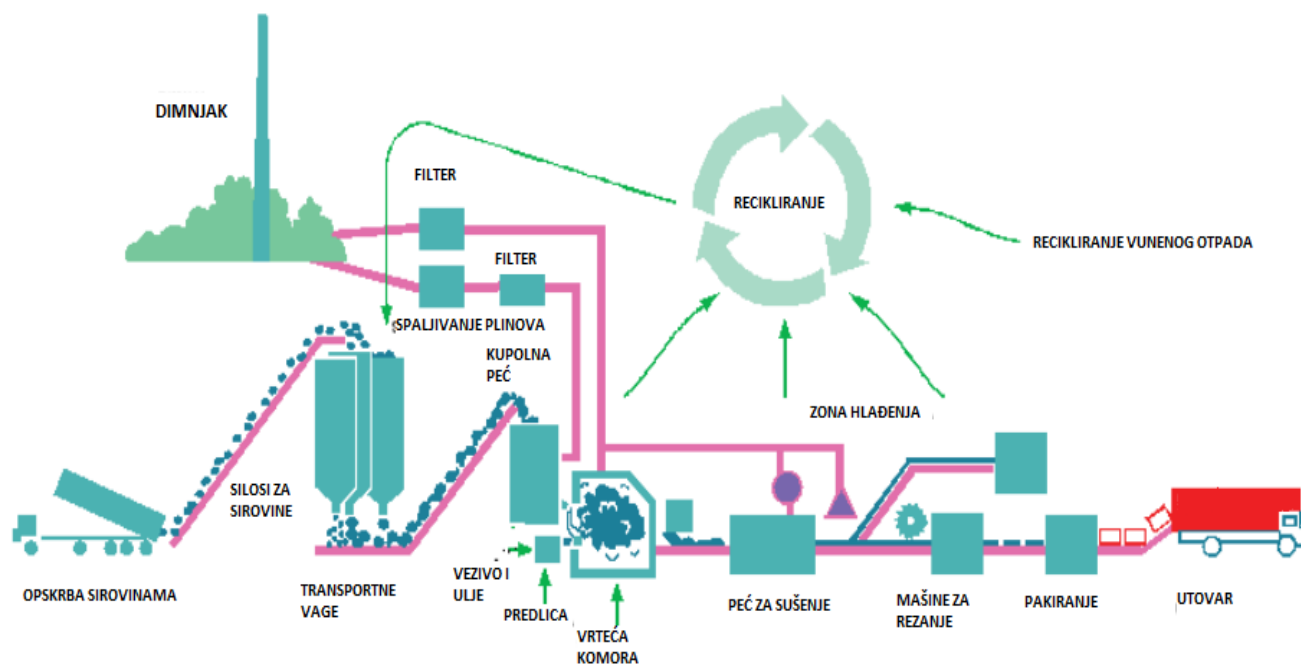 DIMNJAK
FILTER
RECIKLIRANJE
RECIKLIRANJE VUNENOG OTPADA
FILTER
SPALJIVANJE PLINOVA
KUPOLNA
PEĆ
ZONA HLAĐENJA
SILOSI ZA
SIROVINE
OPSKRBA SIROVINAMA
TRANSPORTNE
VAGE
VEZIVO I
ULJE
PREDLICA
VRTEĆA
KOMORA
PEĆ ZA SUŠENJE
MAŠINE ZA
REZANJE
PAKIRANJE
UTOVAR